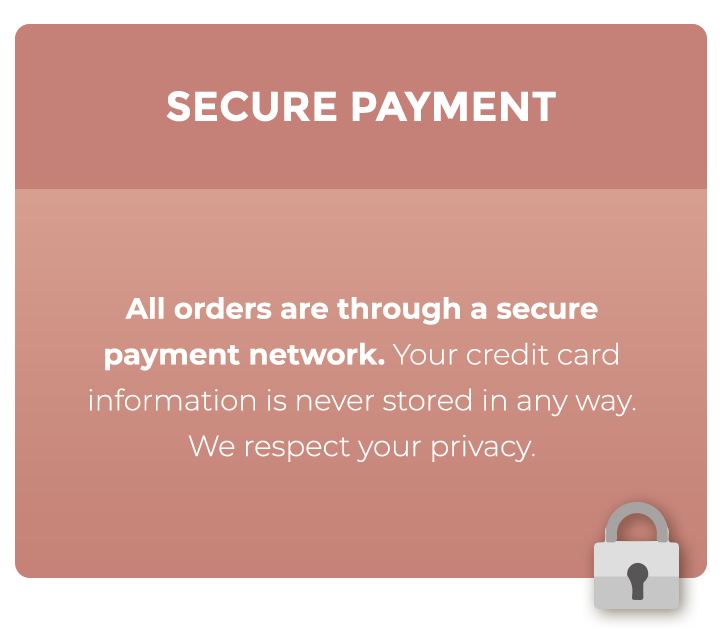 SECURE PAYMENT
All orders are through a secure
payment network. Your credit card
information is never stored in any way.
We respect your privacy.